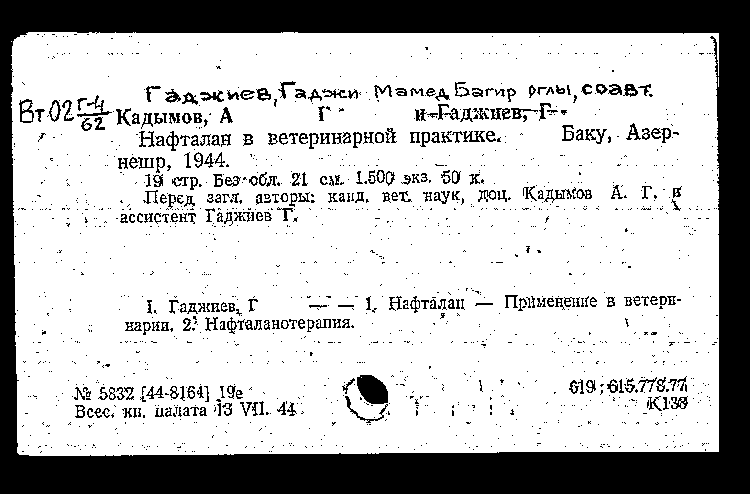 Гаджиев, Гаджи Мамед Багир оглы, соавт.
Вт02 Г-4/62 Кадымов, А Г и Гаджиев, Г
Нафталан в ветеринарной практике. Баку, Азер-
нешр, 1944.
19 стр. Без обл. 21 см. 1.500 экз. 50 к.
Перед загл. авторы: канд. вет. наук, доц. Кадымов А. Г. и
ассистент Гаджиев Г.
I. Гаджиев, Г — — 1. Нафталан — Применение в ветери-
нарии. 2. Нафталанотерапия.
№ 5832 [44-8164] 19е 619 : 615.778.77
Всес. кн. палата 13 VII. 44 К133